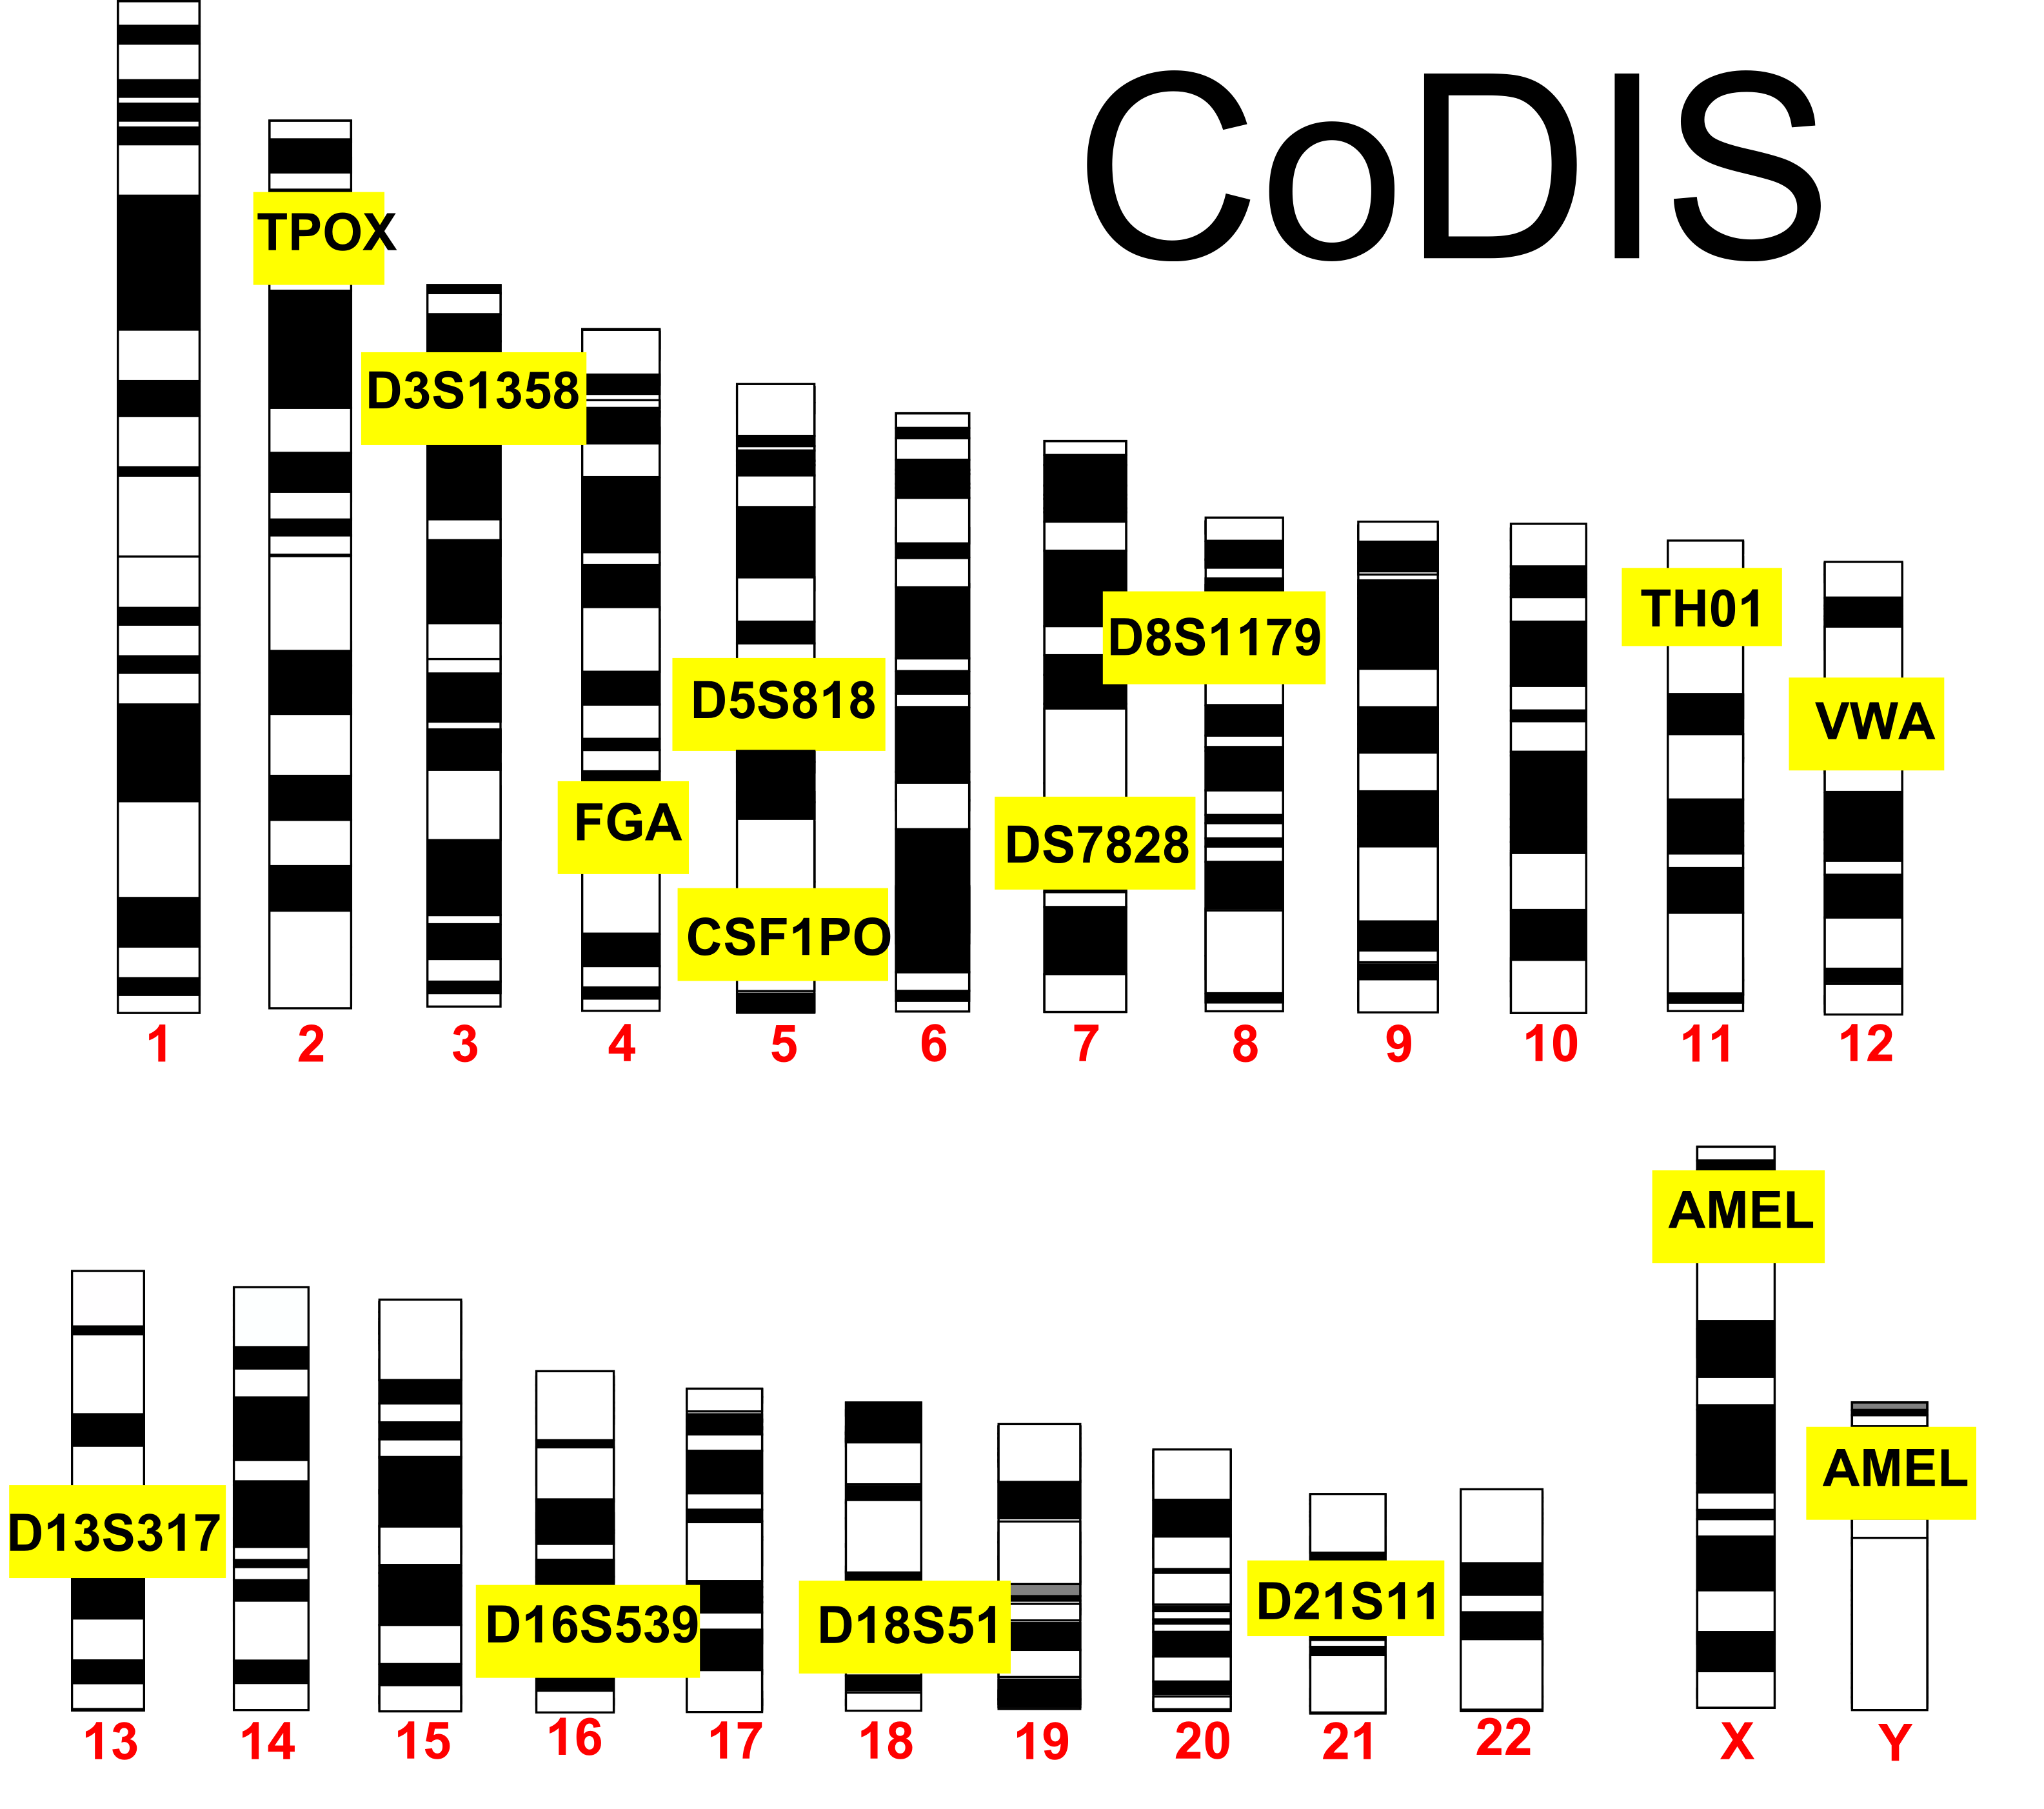 CoDIS
TPOX
D3S1358
D8S1179
TH01
D5S818
VWA
FGA
DS7828
CSF1PO
1 2 3 4 5 6 7 8 9 10 11 12
AMEL
AMEL
D13S317
D16S539
D18S51
D21S11
13 14 15 16 17 18 19 20 21 22 X Y